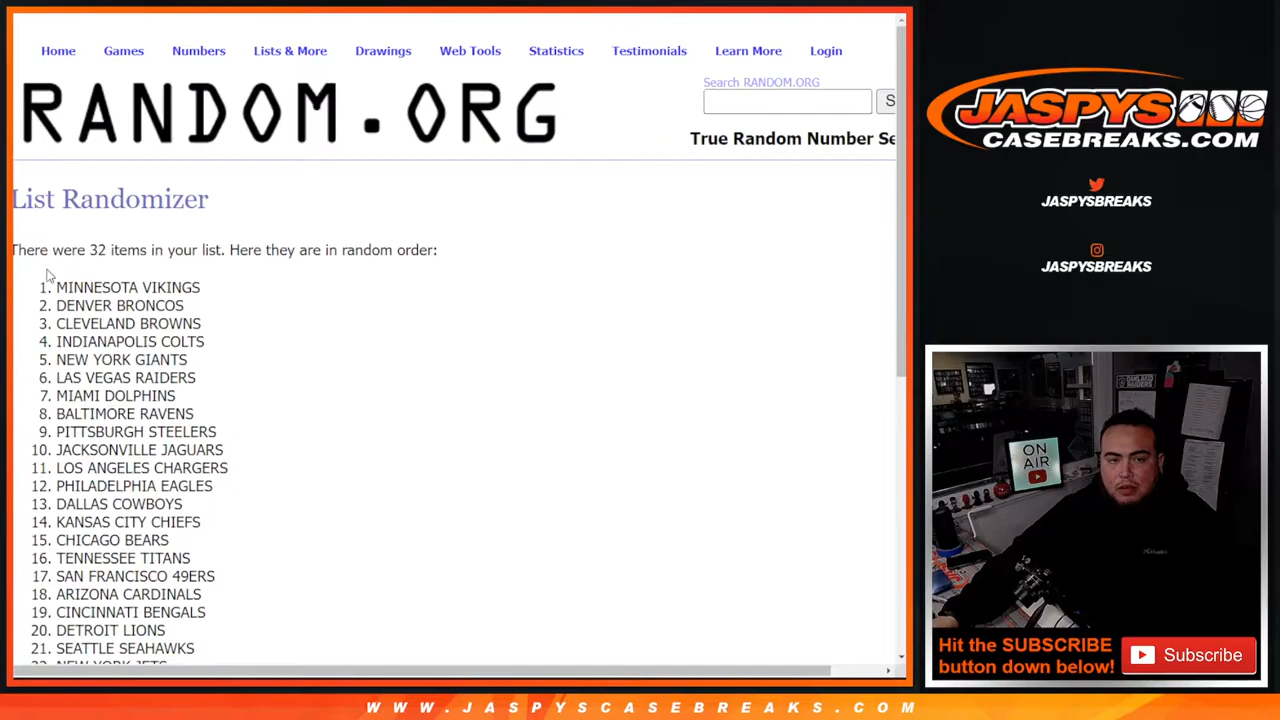 Home Games Numbers Lists & More Drawings Web Tools Statistics Testimonials Learn More Login
Search RANDOM.ORG
RANDOM.ORG
S
True Random Number Se
List Randomizer
There were 32 items in your list. Here they are in random order:
1. MINNESOTA VIKINGS
2. DENVER BRONCOS
3. CLEVELAND BROWNS
4. INDIANAPOLIS COLTS
5. NEW YORK GIANTS
6. LAS VEGAS RAIDERS
7. MIAMI DOLPHINS
8. BALTIMORE RAVENS
9. PITTSBURGH STEELERS
10. JACKSONVILLE JAGUARS
11. LOS ANGELES CHARGERS
12. PHILADELPHIA EAGLES
13. DALLAS COWBOYS
14. KANSAS CITY CHIEFS
15. CHICAGO BEARS
16. TENNESSEE TITANS
17. SAN FRANCISCO 49ERS
18. ARIZONA CARDINALS
19. CINCINNATI BENGALS
20. DETROIT LIONS
21. SEATTLE SEAHAWKS
22. NEW YORK JETS
JASPYS
CASEBREAKS.COM
JASPYSBREAKS
JASPYSBREAKS
OAKLAND
RAIDERS
ON
AIR
Hit the SUBSCRIBE
button down below!
Subscribe
WWW.JASPYSCASEBREAKS.COM